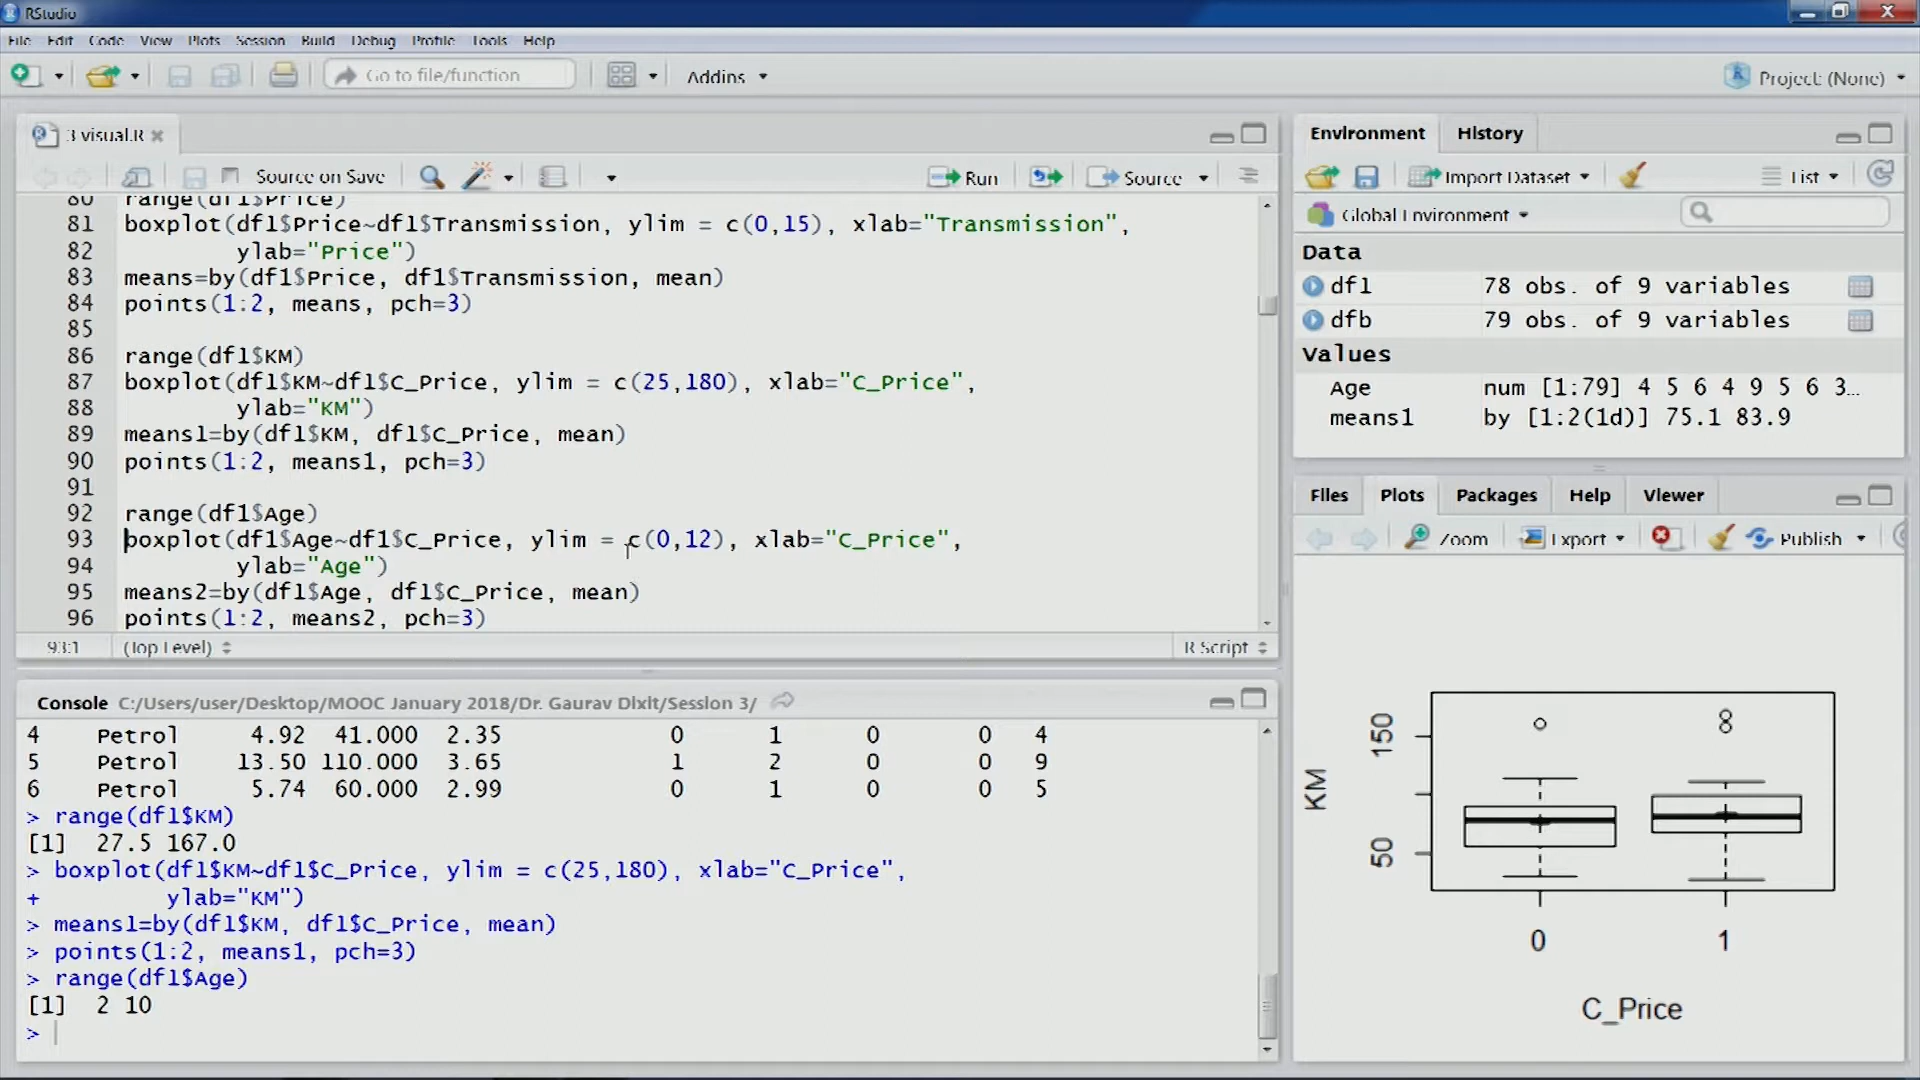 RStudio
File Edit Code View Plots Session Build Debug Profile Tools Help
Go to file/function Addins Project: (None)
3 visual.R
Source on Save Run Source
80 range(df1$Price)
81 boxplot(df1$Price~df1$Transmission, ylim = c(0,15), xlab="Transmission",
82 ylab="Price")
83 means=by(df1$Price, df1$Transmission, mean)
84 points(1:2, means, pch=3)
85
86 range(df1$KM)
87 boxplot(df1$KM~df1$C_Price, ylim = c(25,180), xlab="C_Price",
88 ylab="KM")
89 means1=by(df1$KM, df1$C_Price, mean)
90 points(1:2, means1, pch=3)
91
92 range(df1$Age)
93 boxplot(df1$Age~df1$C_Price, ylim = c(0,12), xlab="C_Price",
94 ylab="Age")
95 means2=by(df1$Age, df1$C_Price, mean)
96 points(1:2, means2, pch=3)
93:1 (Top Level) R Script
Console C:/Users/user/Desktop/MOOC January 2018/Dr. Gaurav Dixit/Session 3/
4 Petrol 4.92 41.000 2.35 0 1 0 0 4
5 Petrol 13.50 110.000 3.65 1 2 0 0 9
6 Petrol 5.74 60.000 2.99 0 1 0 0 5
> range(df1$KM)
[1] 27.5 167.0
> boxplot(df1$KM~df1$C_Price, ylim = c(25,180), xlab="C_Price",
+ ylab="KM")
> means1=by(df1$KM, df1$C_Price, mean)
> points(1:2, means1, pch=3)
> range(df1$Age)
[1] 2 10
>
Environment History
Import Dataset List
Global Environment
Data
df1 78 obs. of 9 variables
dfb 79 obs. of 9 variables
Values
Age num [1:79] 4 5 6 4 9 5 6 3...
means1 by [1:2(1d)] 75.1 83.9
Files Plots Packages Help Viewer
Zoom Export Publish
150
50
KM
0 1
C_Price